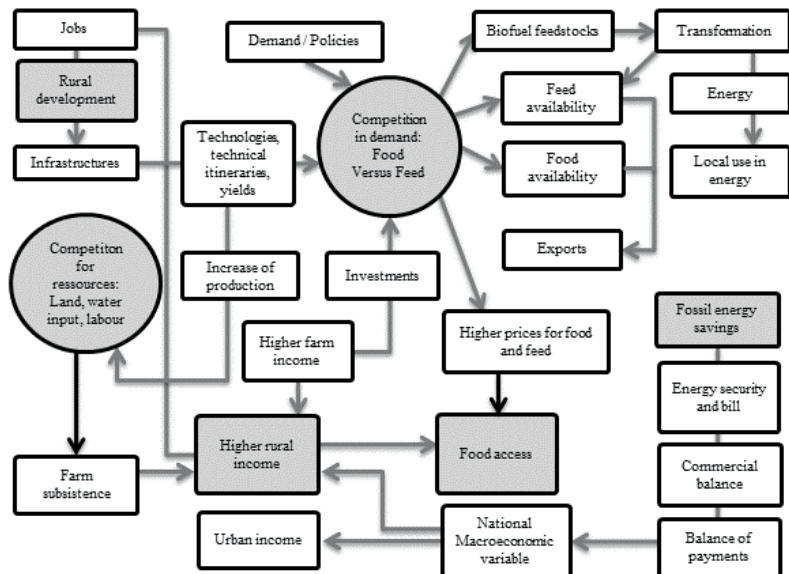 Jobs
Demand / Policies
Biofuel feedstocks
Transformation
Rural
development
Feed
availability
Energy
Competition
in demand:
Food
Versus Feed
Technologies,
technical
itineraries,
yields
Infrastructures
Food
availability
Local use in
energy
Competiton
for
ressources:
Land, water
input, labour
Increase of
production
Investments
Exports
Higher farm
income
Higher prices for food
and feed
Fossil energy
savings
Energy security
and bill
Higher rural
income
Food access
Farm
subsistence
Commercial
balance
Urban income
National
Macroeconomic
variable
Balance of
payments